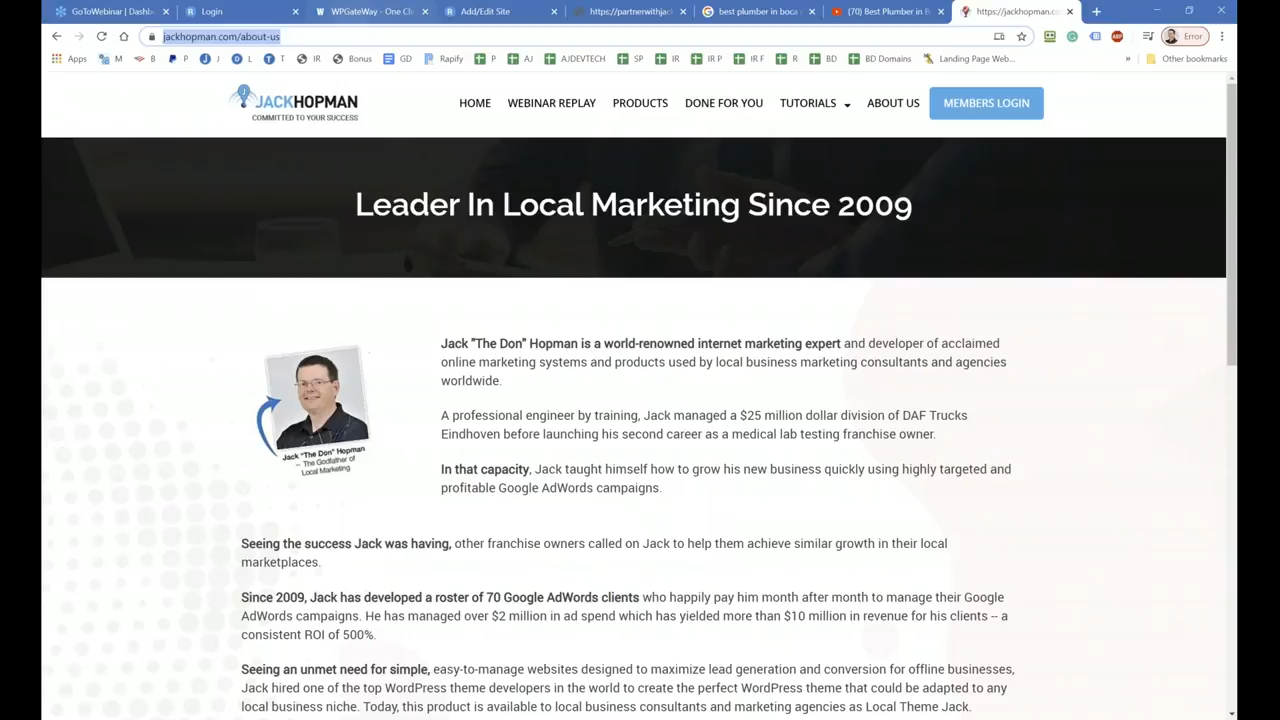 GoToWebinar | Dashb
Login
WPGateWay - One Cli
Add/Edit Site
https://partnerwithjack
best plumber in boca
(70) Best Plumber in B
https://jackhopman.co
jackhopman.com/about-us
Error
Apps
M
B
P
J
L
T
IR
Bonus
GD
Rapify
P
AJ
AJDEVTECH
SP
IR
IR P
IR F
R
BD
BD Domains
Landing Page Web...
»
Other bookmarks
JACKHOPMAN
COMMITTED TO YOUR SUCCESS
HOME
WEBINAR REPLAY
PRODUCTS
DONE FOR YOU
TUTORIALS
ABOUT US
MEMBERS LOGIN
Leader In Local Marketing Since 2009
Jack "The Don" Hopman
-- The Godfather of
Local Marketing
Jack "The Don" Hopman is a world-renowned internet marketing expert and developer of acclaimed
online marketing systems and products used by local business marketing consultants and agencies
worldwide.
A professional engineer by training, Jack managed a $25 million dollar division of DAF Trucks
Eindhoven before launching his second career as a medical lab testing franchise owner.
In that capacity, Jack taught himself how to grow his new business quickly using highly targeted and
profitable Google AdWords campaigns.
Seeing the success Jack was having, other franchise owners called on Jack to help them achieve similar growth in their local
marketplaces.
Since 2009, Jack has developed a roster of 70 Google AdWords clients who happily pay him month after month to manage their Google
AdWords campaigns. He has managed over $2 million in ad spend which has yielded more than $10 million in revenue for his clients -- a
consistent ROI of 500%.
Seeing an unmet need for simple, easy-to-manage websites designed to maximize lead generation and conversion for offline businesses,
Jack hired one of the top WordPress theme developers in the world to create the perfect WordPress theme that could be adapted to any
local business niche. Today, this product is available to local business consultants and marketing agencies as Local Theme Jack.